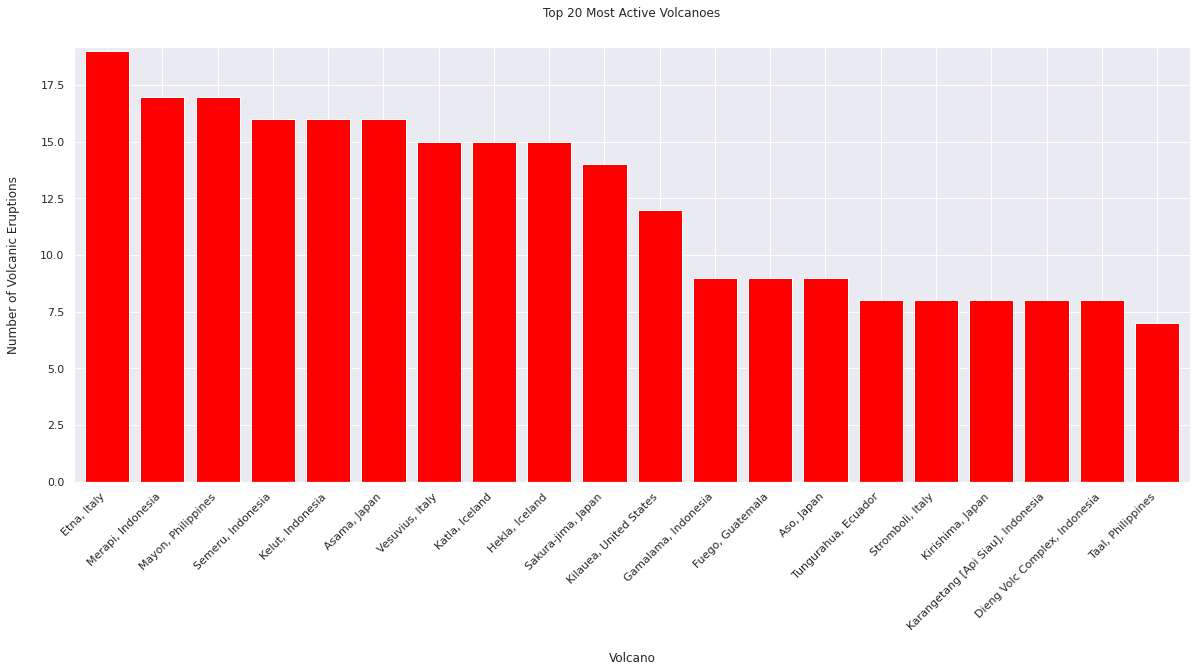 Top 20 Most Active Volcanoes
Number of Volcanic Eruptions
17.5
15.0
12.5
10.0
7.5
5.0
2.5
0.0
Etna, Italy
Merapi, Indonesia
Mayon, Philippines
Semeru, Indonesia
Kelut, Indonesia
Asama, Japan
Vesuvius, Italy
Katla, Iceland
Hekla, Iceland
Sakura-jima, Japan
Kilauea, United States
Gamalama, Indonesia
Fuego, Guatemala
Aso, Japan
Tungurahua, Ecuador
Stromboli, Italy
Kirishima, Japan
Karangetang [Api Siau], Indonesia
Dieng Volc Complex, Indonesia
Taal, Philippines
Volcano